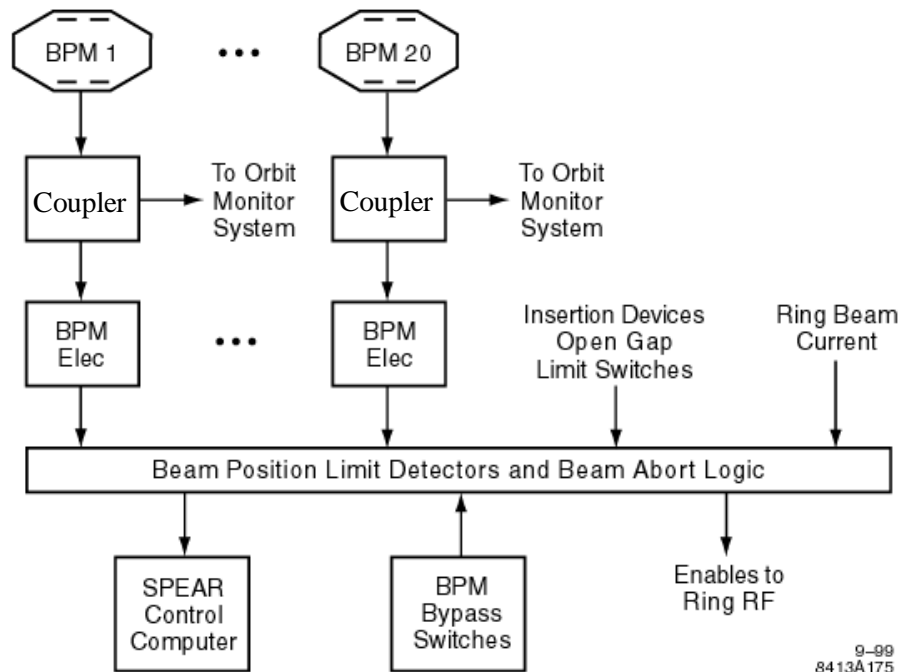 BPM 1
• • •
BPM 20
Coupler
To Orbit
Monitor
System
Coupler
To Orbit
Monitor
System
BPM
Elec
• • •
BPM
Elec
Insertion Devices
Open Gap
Limit Switches
Ring Beam
Current
Beam Position Limit Detectors and Beam Abort Logic
SPEAR
Control
Computer
BPM
Bypass
Switches
Enables to
Ring RF
9–99
8413A175